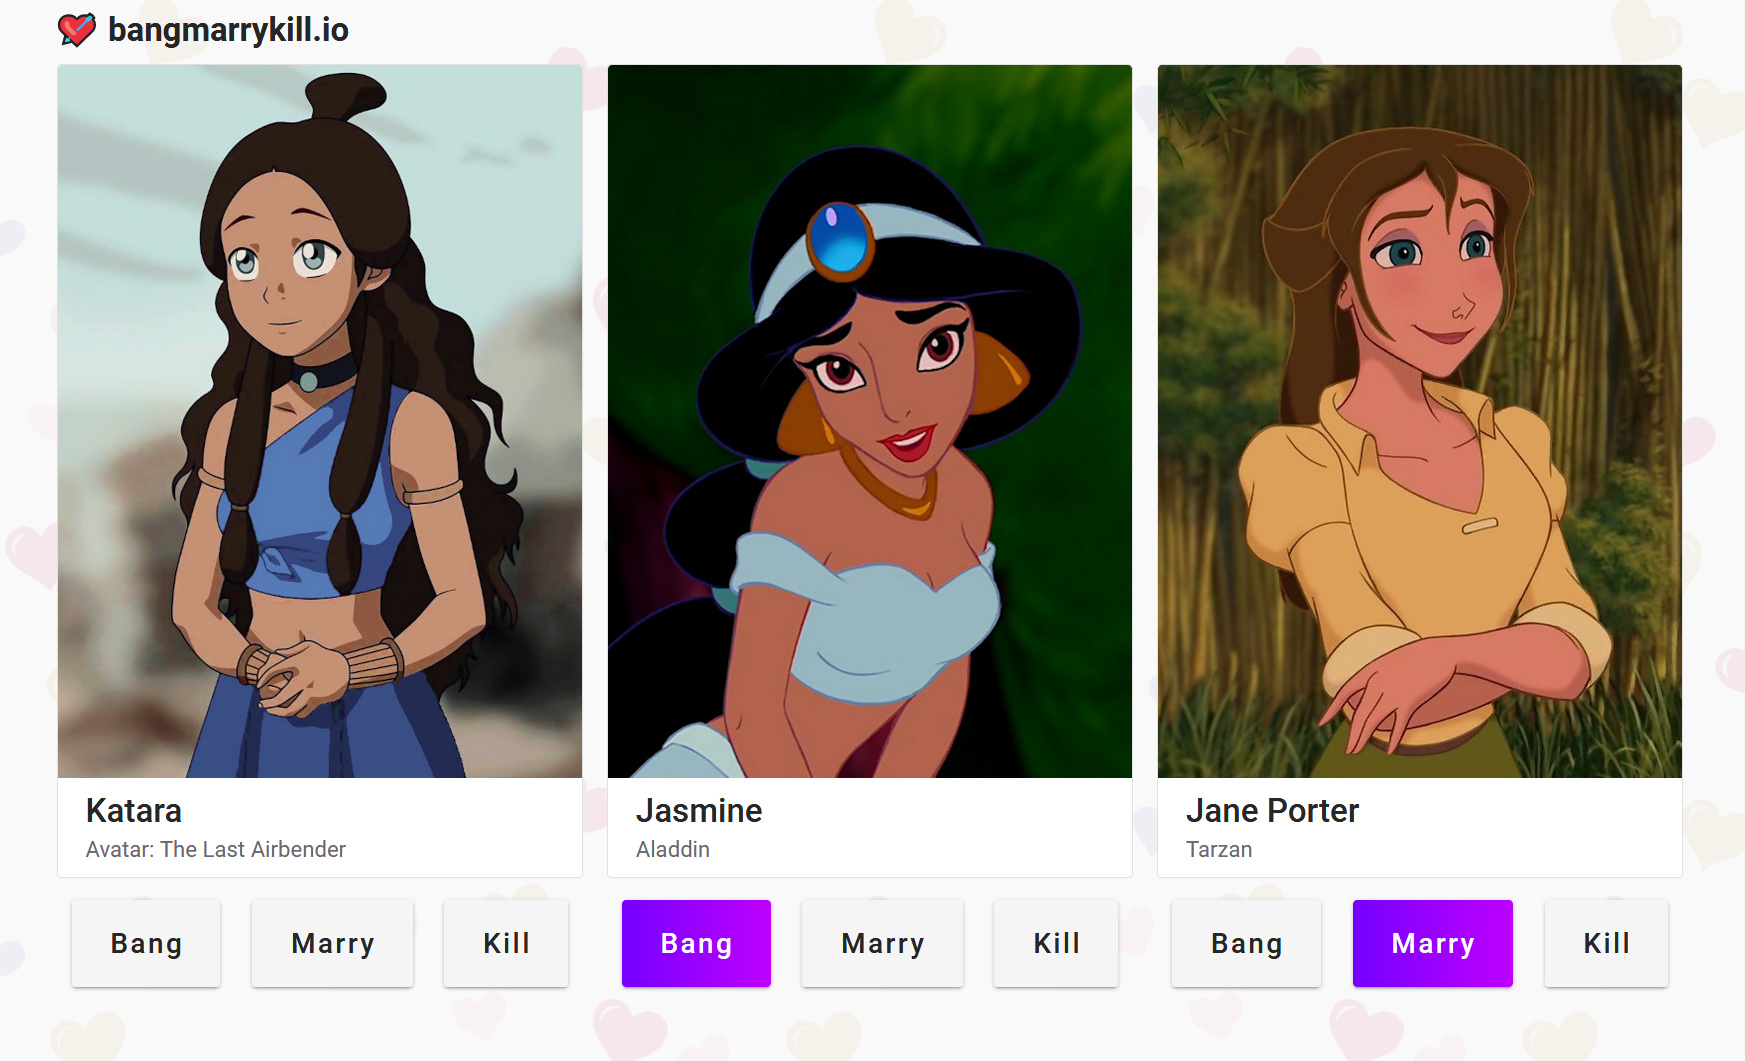 bangmarrykill.io
Katara
Avatar: The Last Airbender
Jasmine
Aladdin
Jane Porter
Tarzan
Bang Marry Kill Bang Marry Kill Bang Marry Kill